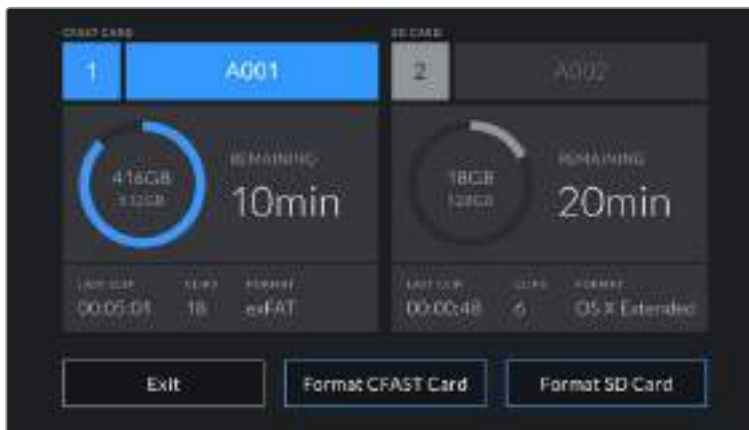 CFAST CARD
SD CARD
1
A001
2
A002
416GB
512GB
REMAINING
10min
18GB
128GB
REMAINING
20min
LAST CLIP
CLIPS
FORMAT
00:05:01
18
exFAT
LAST CLIP
CLIPS
FORMAT
00:00:48
6
OS X Extended
Exit
Format CFAST Card
Format SD Card